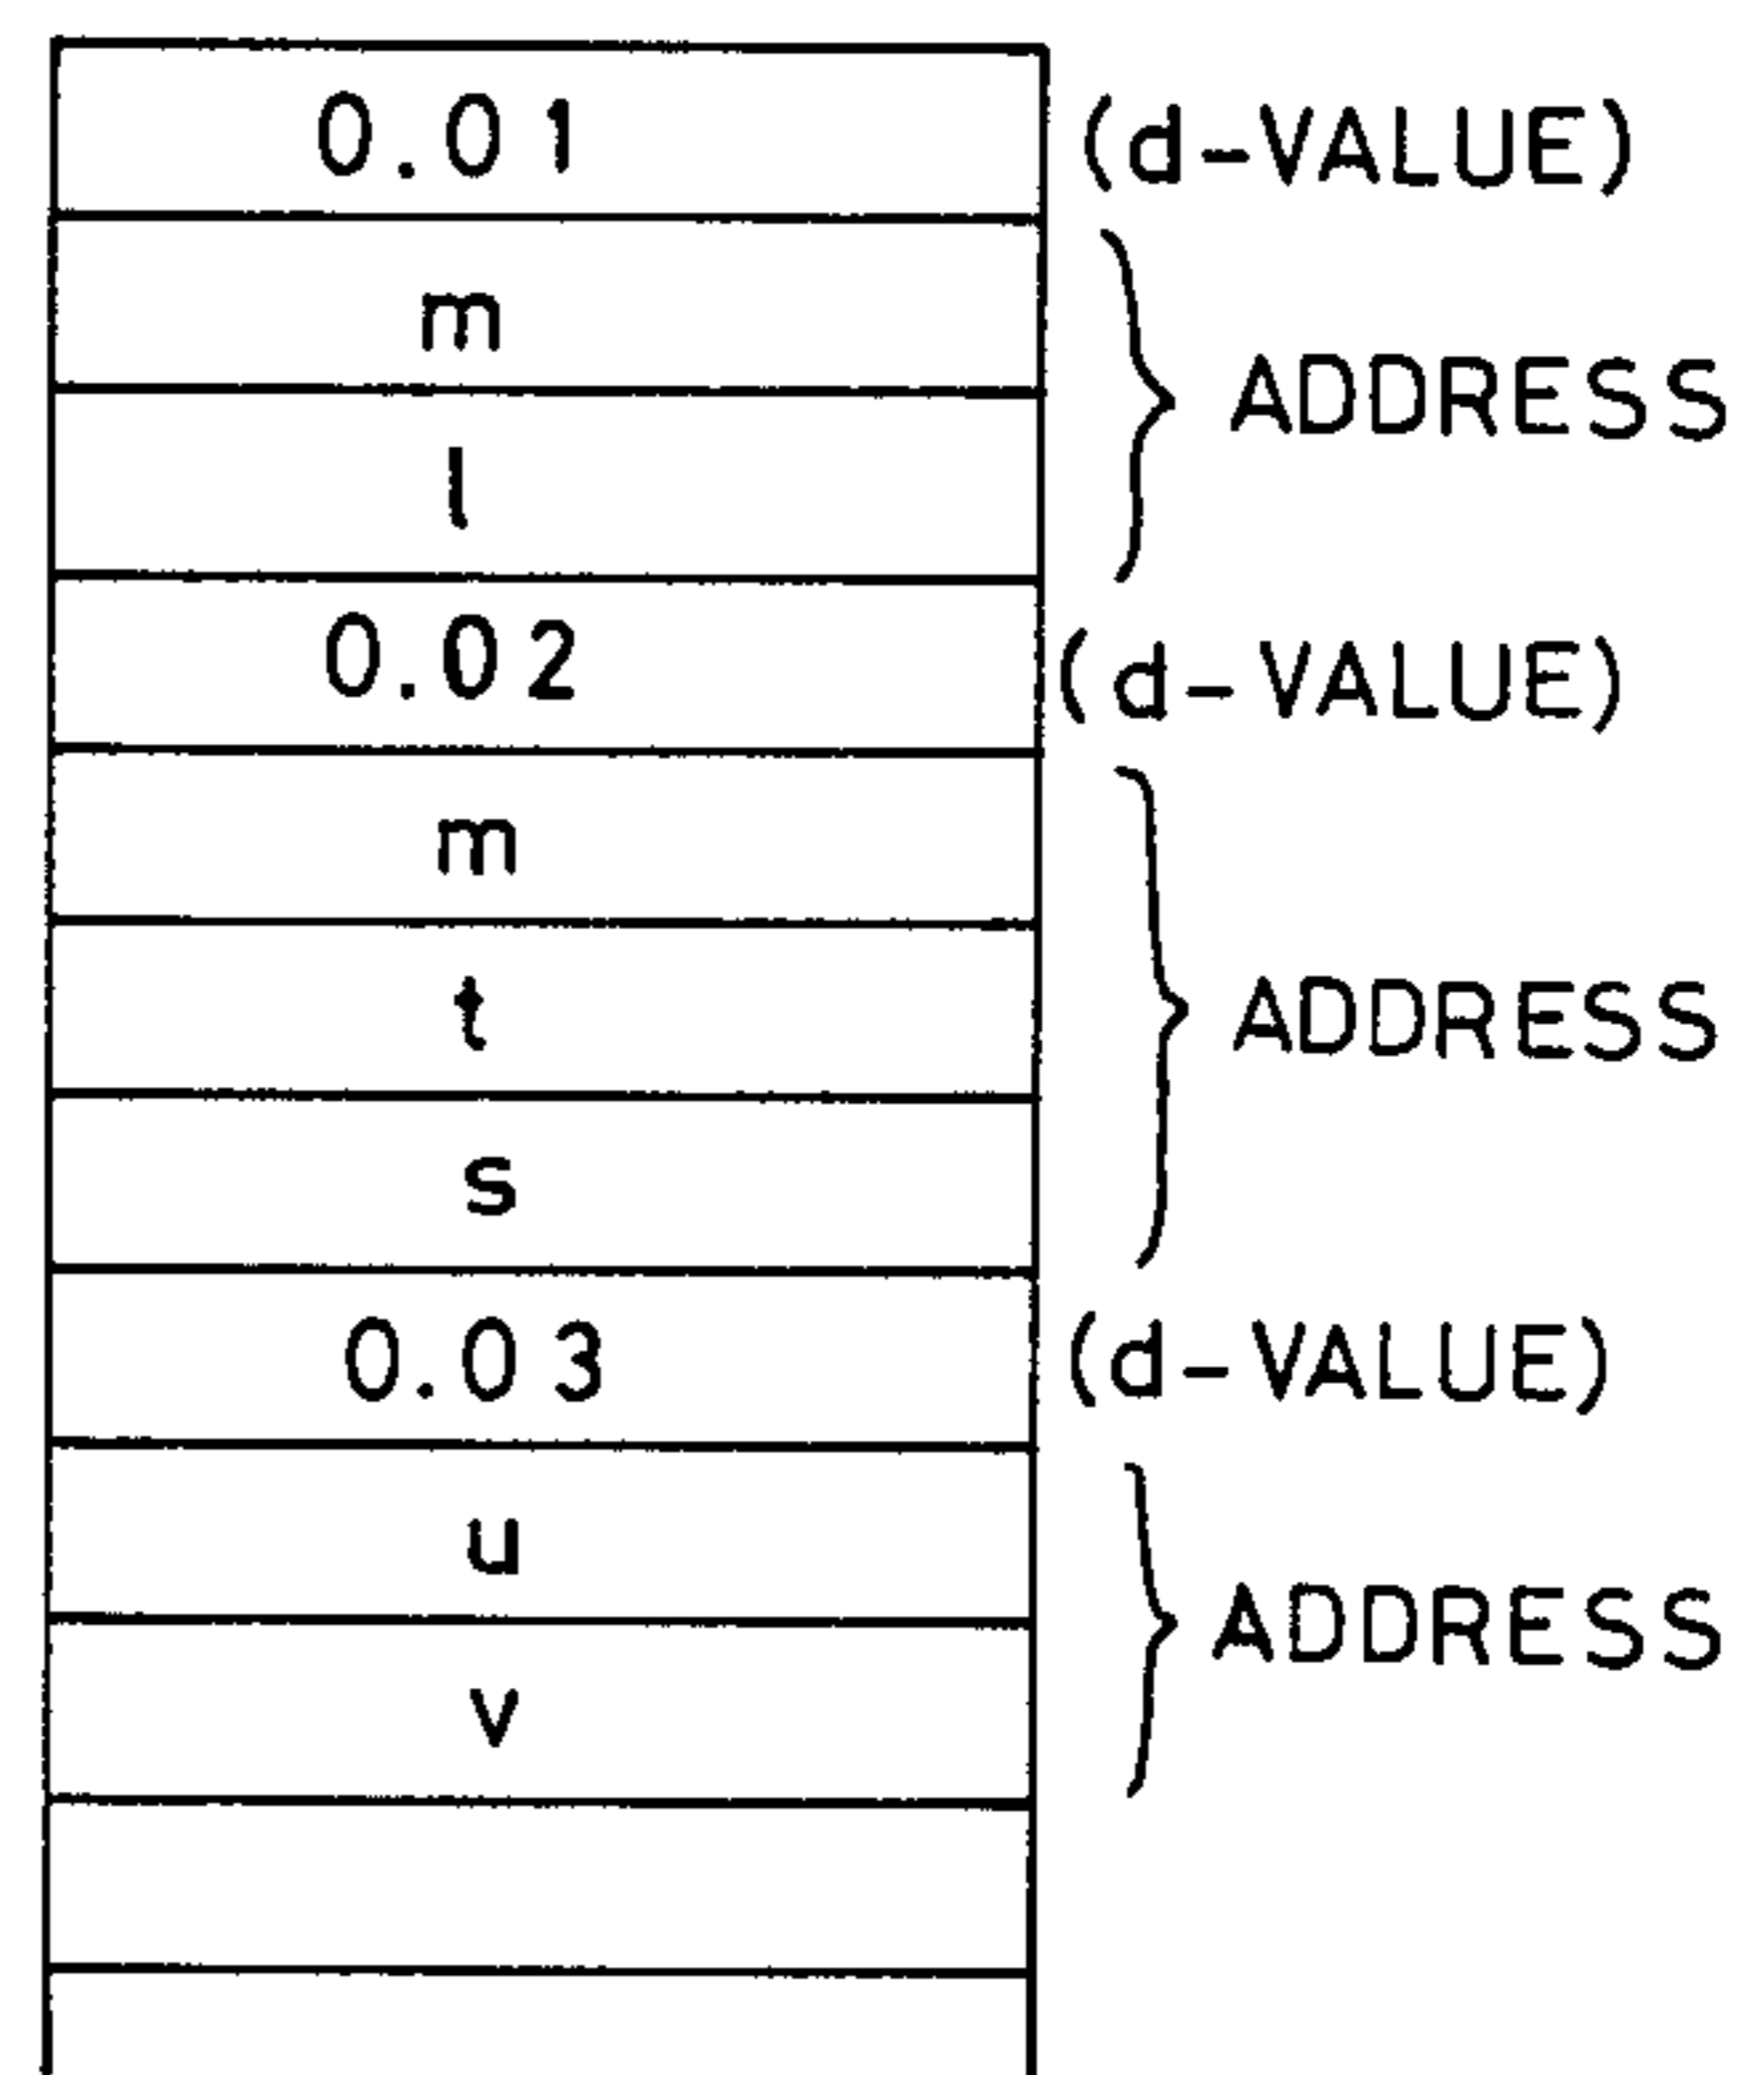 0.01 (d-VALUE)
m
ADDRESS
l
0.02 (d-VALUE)
m
t ADDRESS
s
0.03 (d-VALUE)
u
ADDRESS
v